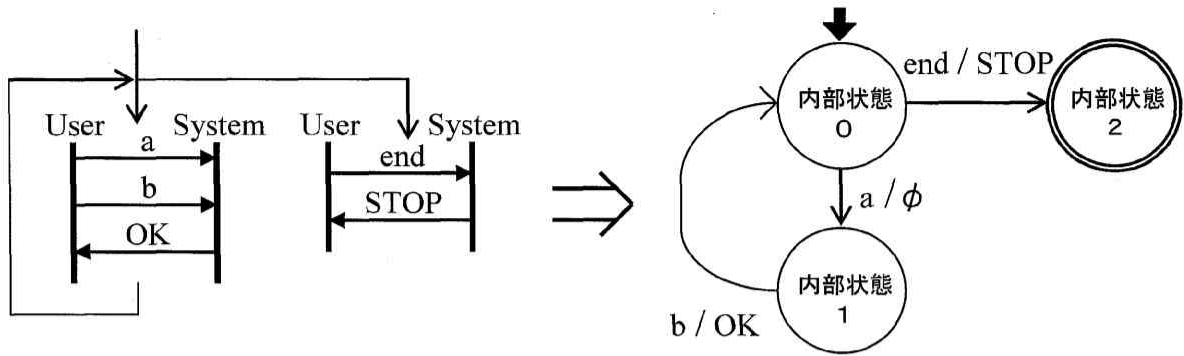 User
System
a
b
OK
User
System
end
STOP
内部状態
0
end / STOP
内部状態
2
a / ϕ
内部状態
1
b / OK